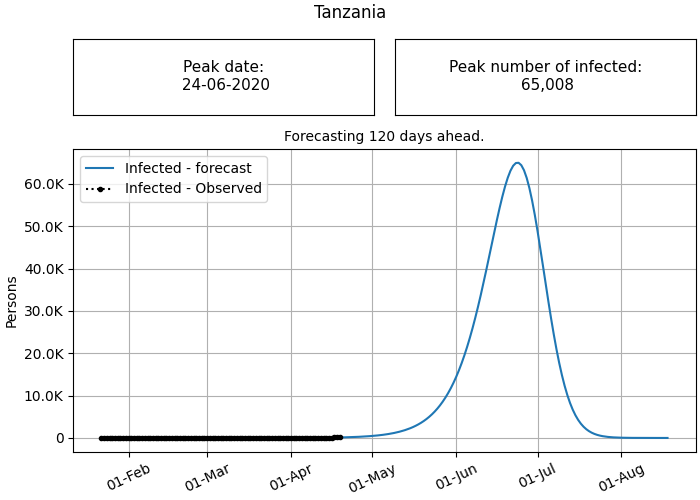 Tanzania
Peak date:
24-06-2020
Peak number of infected:
65,008
Forecasting 120 days ahead.
Infected - forecast
Infected - Observed
Persons
60.0K
50.0K
40.0K
30.0K
20.0K
10.0K
0
01-Feb
01-Mar
01-Apr
01-May
01-Jun
01-Jul
01-Aug